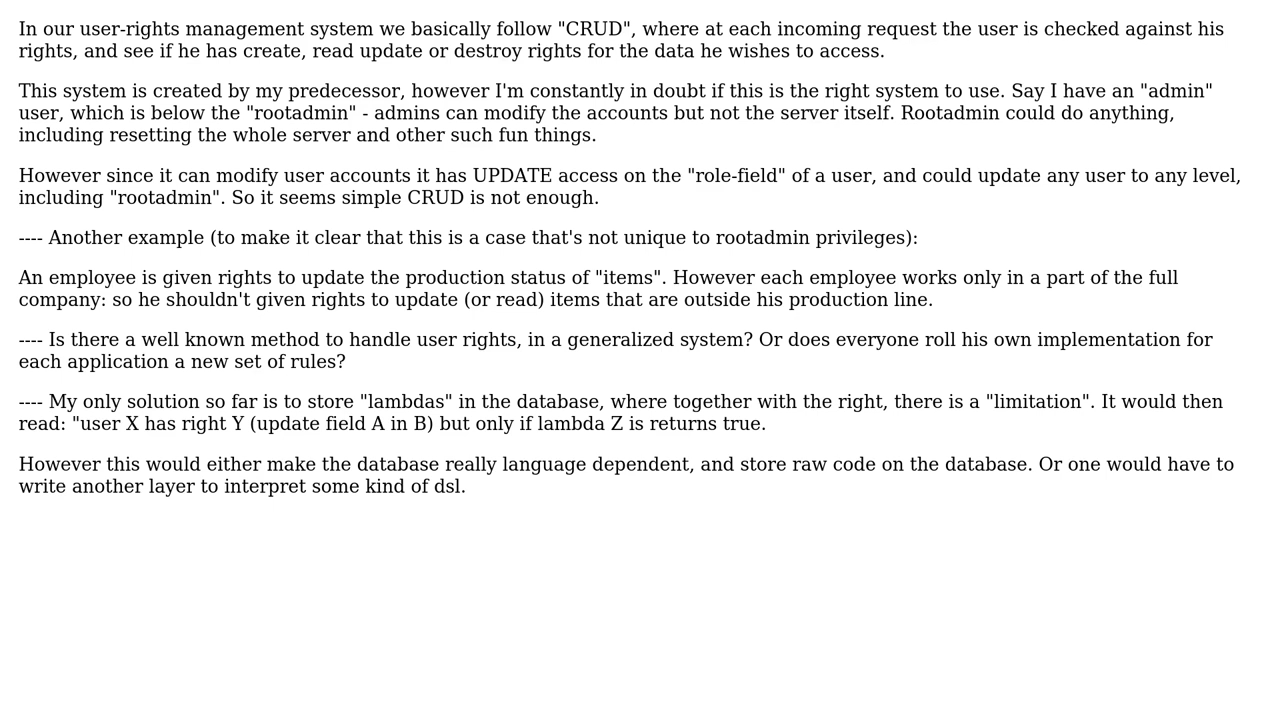 In our user-rights management system we basically follow "CRUD", where at each incoming request the user is checked against his
rights, and see if he has create, read update or destroy rights for the data he wishes to access.
This system is created by my predecessor, however I'm constantly in doubt if this is the right system to use. Say I have an "admin"
user, which is below the "rootadmin" - admins can modify the accounts but not the server itself. Rootadmin could do anything,
including resetting the whole server and other such fun things.
However since it can modify user accounts it has UPDATE access on the "role-field" of a user, and could update any user to any level,
including "rootadmin". So it seems simple CRUD is not enough.
---- Another example (to make it clear that this is a case that's not unique to rootadmin privileges):
An employee is given rights to update the production status of "items". However each employee works only in a part of the full
company: so he shouldn't given rights to update (or read) items that are outside his production line.
---- Is there a well known method to handle user rights, in a generalized system? Or does everyone roll his own implementation for
each application a new set of rules?
---- My only solution so far is to store "lambdas" in the database, where together with the right, there is a "limitation". It would then
read: "user X has right Y (update field A in B) but only if lambda Z is returns true.
However this would either make the database really language dependent, and store raw code on the database. Or one would have to
write another layer to interpret some kind of dsl.